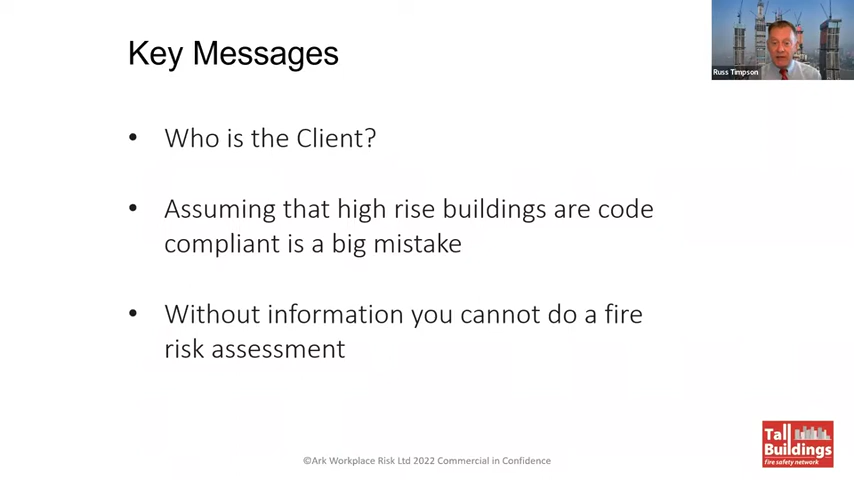 Key Messages
Russ Timpson
• Who is the Client?
• Assuming that high rise buildings are code
compliant is a big mistake
• Without information you cannot do a fire
risk assessment
©Ark Workplace Risk Ltd 2022 Commercial in Confidence
Tall
Buildings
fire safety network